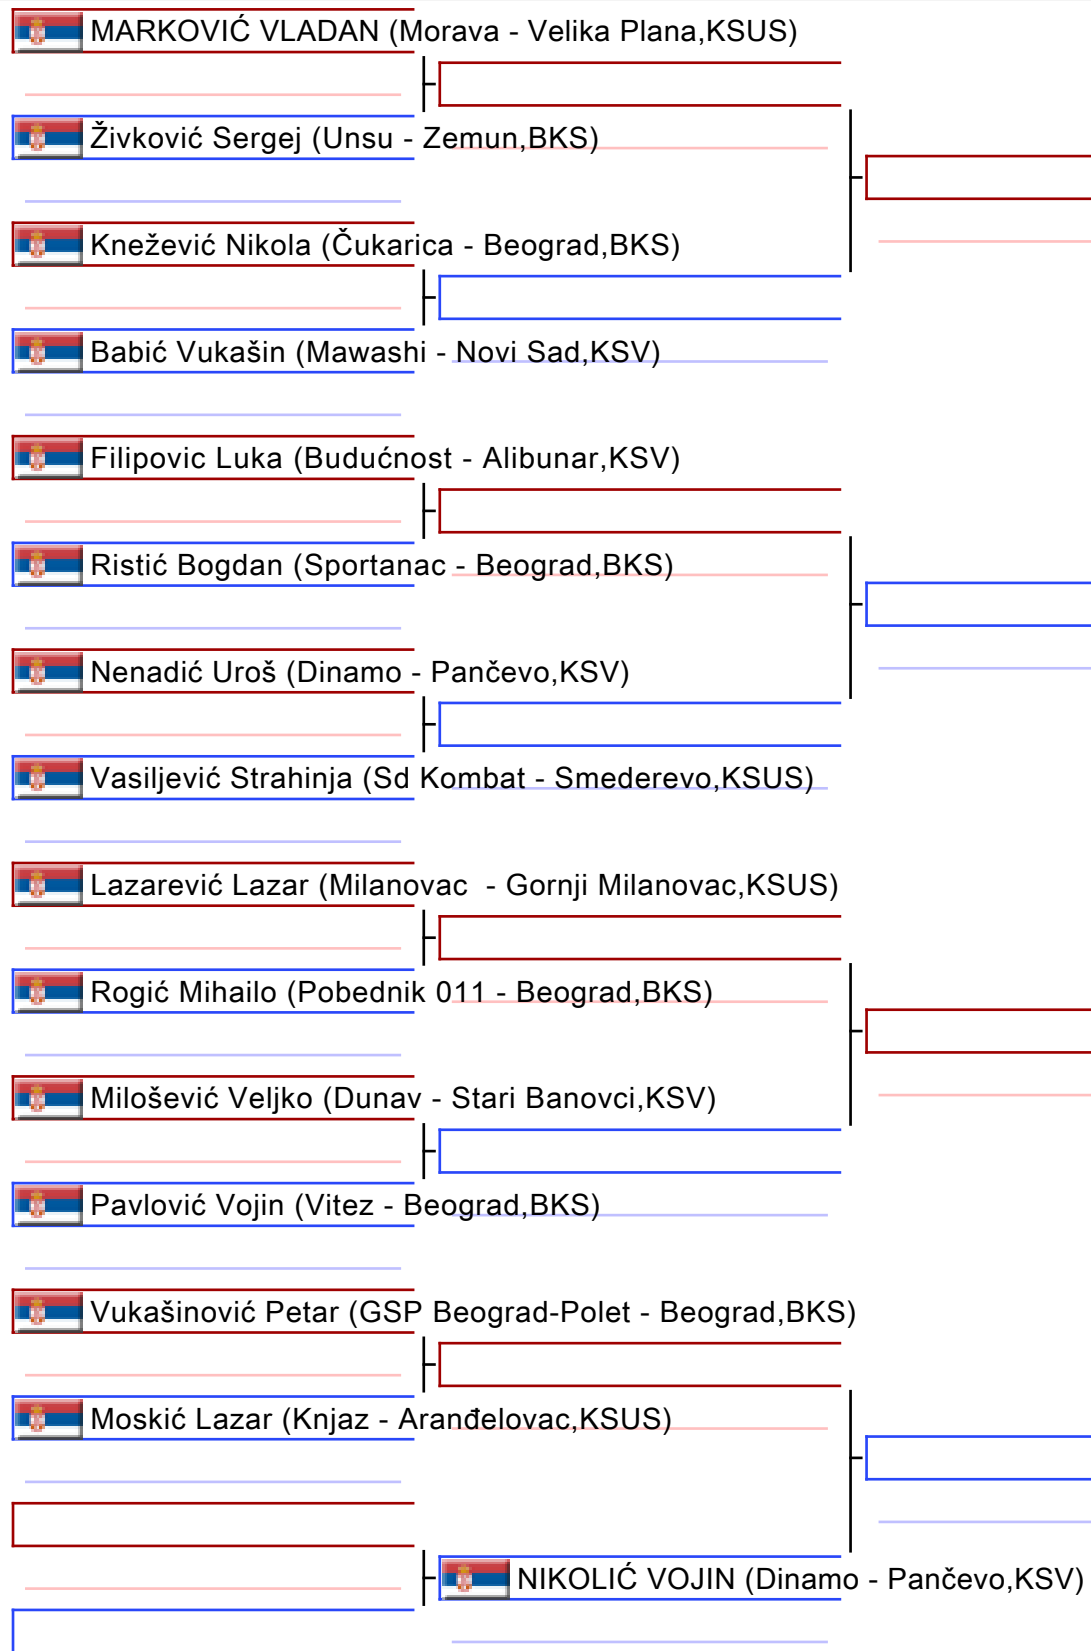 MARKOVIĆ VLADAN (Morava - Velika Plana,KSUS)
Živković Sergej (Unsu - Zemun,BKS)
Knežević Nikola (Čukarica - Beograd,BKS)
Babić Vukašin (Mawashi - Novi Sad,KSV)
Filipovic Luka (Budućnost - Alibunar,KSV)
Ristić Bogdan (Sportanac - Beograd,BKS)
Nenadić Uroš (Dinamo - Pančevo,KSV)
Vasiljević Strahinja (Sd Kombat - Smederevo,KSUS)
Lazarević Lazar (Milanovac  - Gornji Milanovac,KSUS)
Rogić Mihailo (Pobednik 011 - Beograd,BKS)
Milošević Veljko (Dunav - Stari Banovci,KSV)
Pavlović Vojin (Vitez - Beograd,BKS)
Vukašinović Petar (GSP Beograd-Polet - Beograd,BKS)
Moskić Lazar (Knjaz - Aranđelovac,KSUS)
NIKOLIĆ VOJIN (Dinamo - Pančevo,KSV)